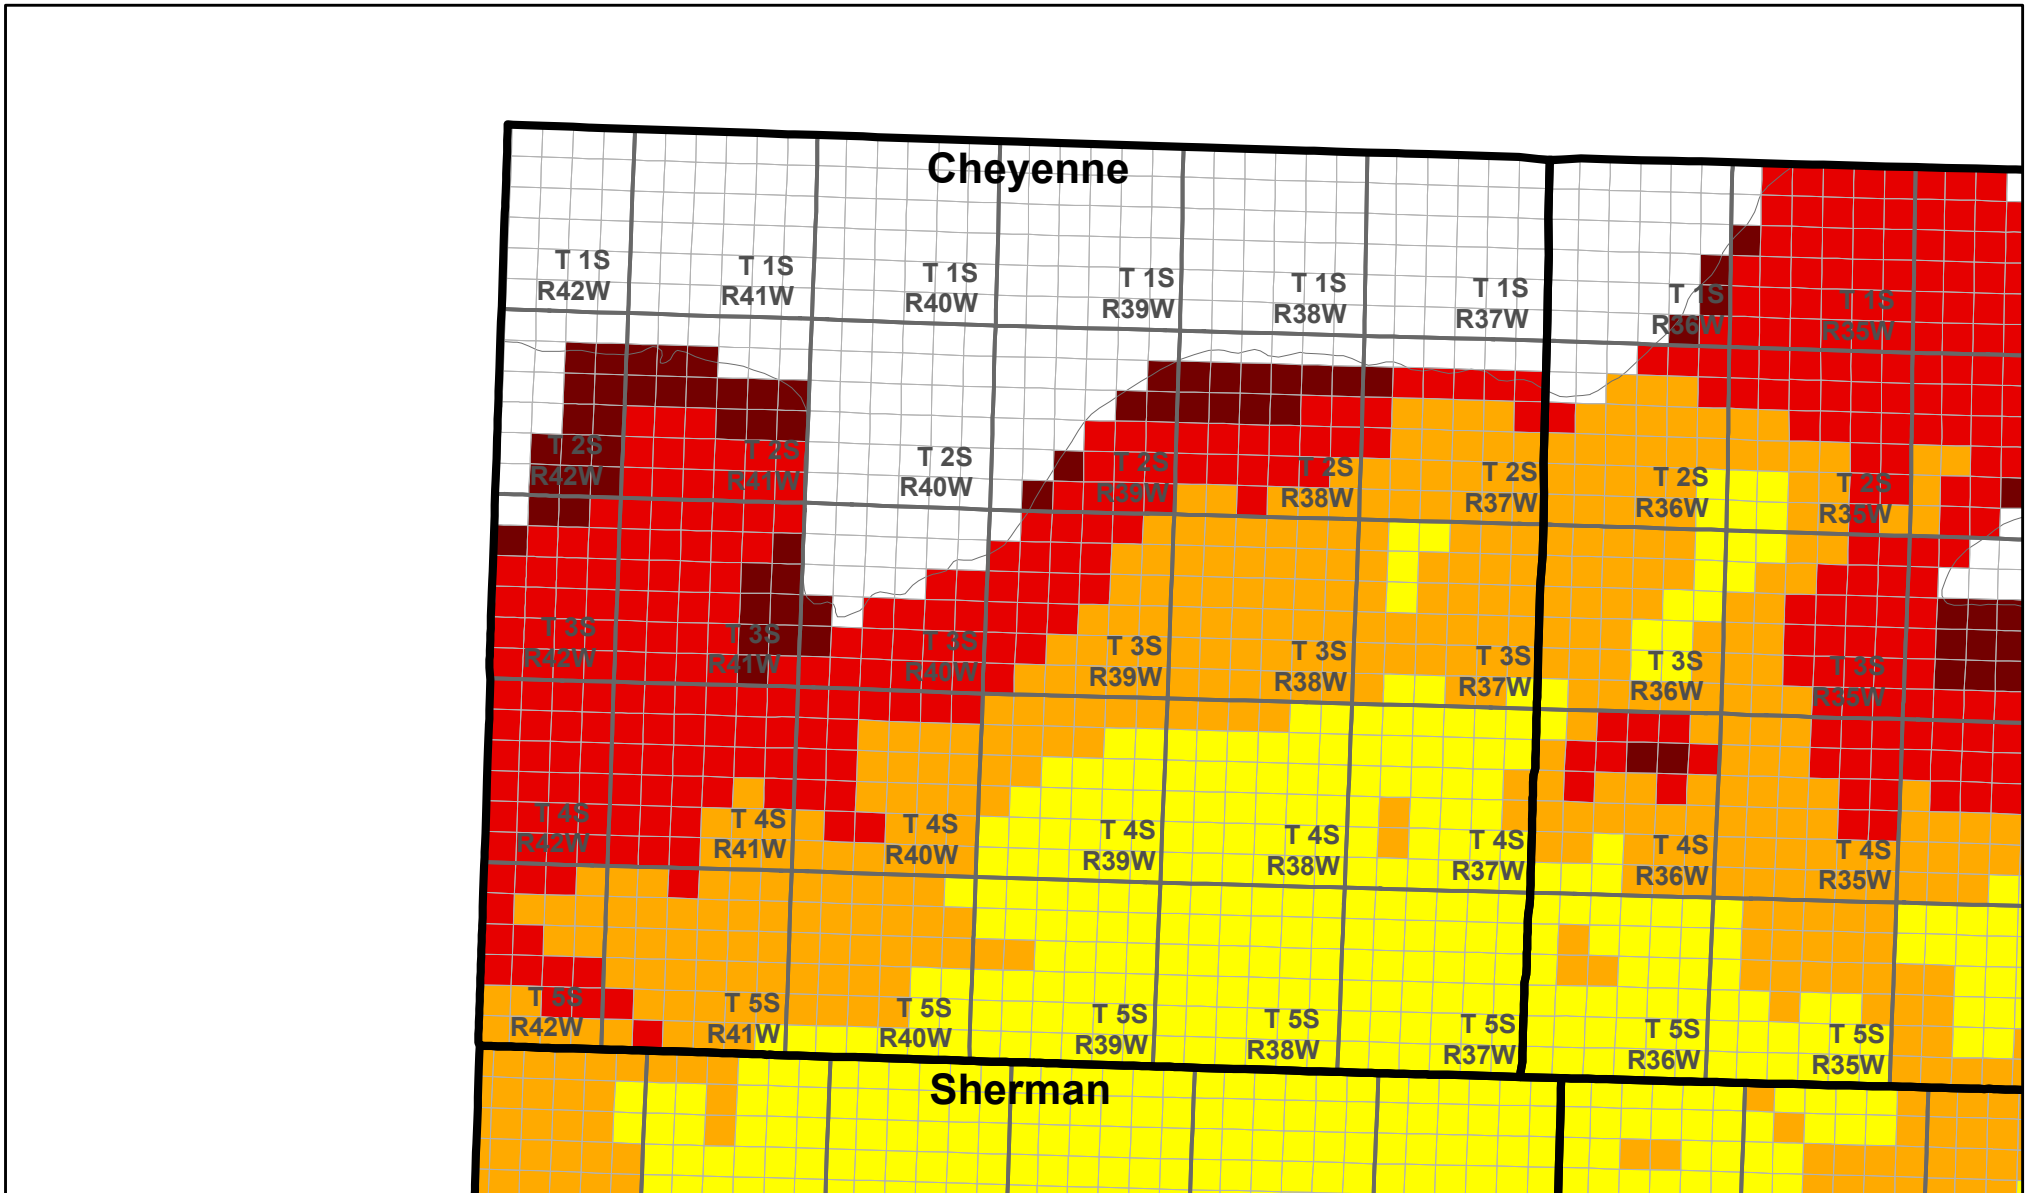 Cheyenne
T 1S
R42W
T 1S
R41W
T 1S
R40W
T 1S
R39W
T 1S
R38W
T 1S
R37W
T 1S
R36W
T 1S
R35W
T 2S
R42W
T 2S
R41W
T 2S
R40W
T 2S
R39W
T 2S
R38W
T 2S
R37W
T 2S
R36W
T 2S
R35W
T 3S
R42W
T 3S
R41W
T 3S
R40W
T 3S
R39W
T 3S
R38W
T 3S
R37W
T 3S
R36W
T 3S
R35W
T 4S
R42W
T 4S
R41W
T 4S
R40W
T 4S
R39W
T 4S
R38W
T 4S
R37W
T 4S
R36W
T 4S
R35W
T 5S
R42W
T 5S
R41W
T 5S
R40W
T 5S
R39W
T 5S
R38W
T 5S
R37W
T 5S
R36W
T 5S
R35W
Sherman